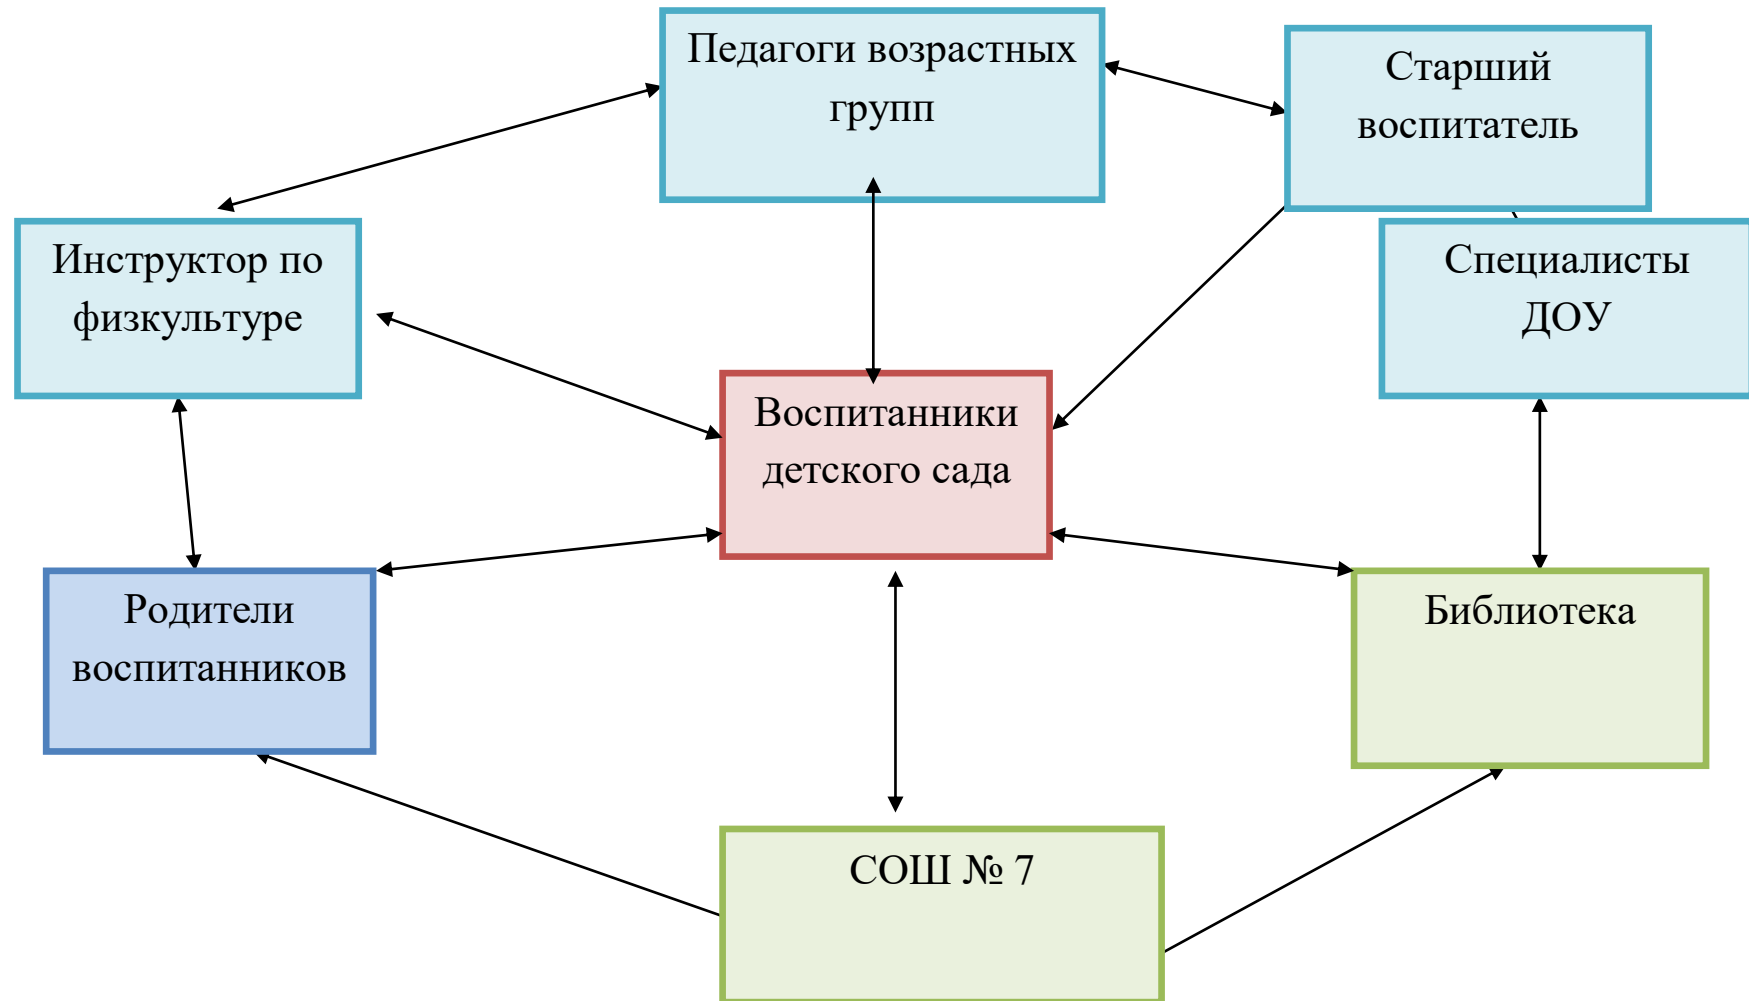 Педагоги возрастных
групп
Старший
воспитатель
Инструктор по
физкультуре
Специалисты
ДОУ
Воспитанники
детского сада
Родители
воспитанников
Библиотека
СОШ № 7